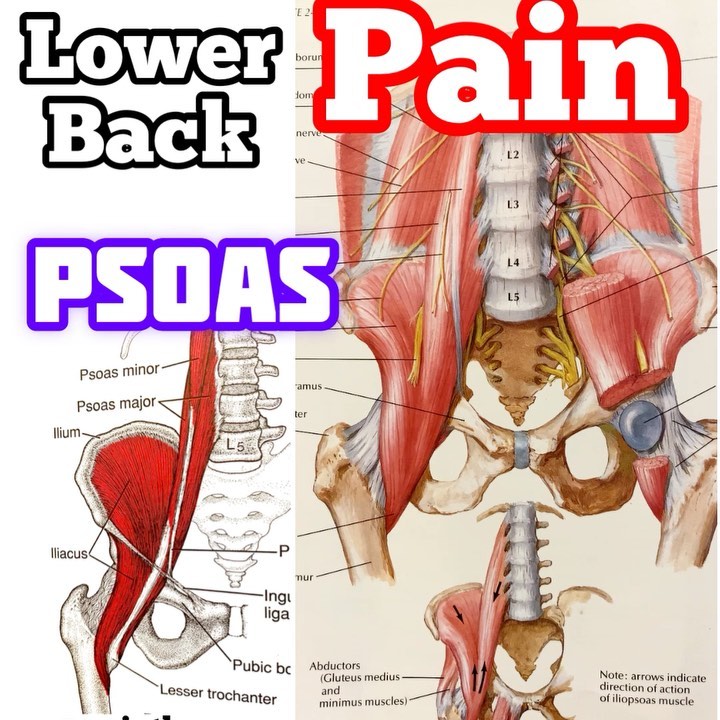 Lower
Back
Pain
PSOAS
L2
L3
L4
L5
Psoas minor
Psoas major
Ilium
L5
Iliacus
Pubic
Lesser trochanter
nerve
Abductors
(Gluteus medius
and
minimus muscles)
Note: arrows indicate
direction of action
of iliopsoas muscle